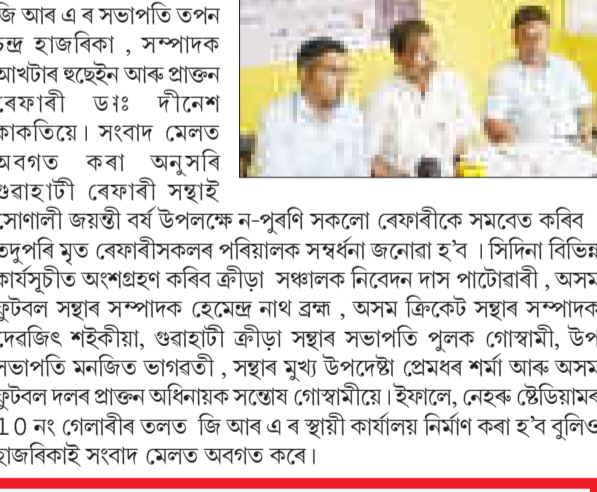 জি আৰ এ ৰ সভাপতি তপন
চন্দ্ৰ হাজৰিকা , সম্পাদক
আখটাৰ হুছেইন আৰু প্ৰাক্তন
ৰেফাৰী ডাঃ দীনেশ
কাকতিয়ে। সংবাদ মেলত
অবগত কৰা অনুসৰি
গুৱাহাটী ৰেফাৰী সন্থাই
সোণালী জয়ন্তী বৰ্ষ উপলক্ষে ন-পুৰণি সকলো ৰেফাৰীকে সমবেত কৰিব
তদুপৰি মৃত ৰেফাৰীসকলৰ পৰিয়ালক সম্বৰ্ধনা জনোৱা হ'ব । সিদিনা বিভিন্ন
কাৰ্যসূচীত অংশগ্ৰহণ কৰিব ক্ৰীড়া সঞ্চালক নিবেদন দাস পাটোৱাৰী , অসম
ফুটবল সন্থাৰ সম্পাদক হেমেন্দ্ৰ নাথ ব্ৰহ্ম , অসম ক্ৰিকেট সন্থাৰ সম্পাদক
দেৱজিৎ শইকীয়া, গুৱাহাটী ক্ৰীড়া সন্থাৰ সভাপতি পুলক গোস্বামী, উপ
সভাপতি মনজিত ভাগৱতী , সন্থাৰ মুখ্য উপদেষ্টা প্ৰেমধৰ শৰ্মা আৰু অসম
ফুটবল দলৰ প্ৰাক্তন অধিনায়ক সন্তোষ গোস্বামীয়ে। ইফালে, নেহৰু ষ্টেডিয়ামৰ
10 নং গেলাৰীৰ তলত জি আৰ এ ৰ স্থায়ী কাৰ্যালয় নিৰ্মাণ কৰা হ'ব বুলিও
হাজৰিকাই সংবাদ মেলত অবগত কৰে।